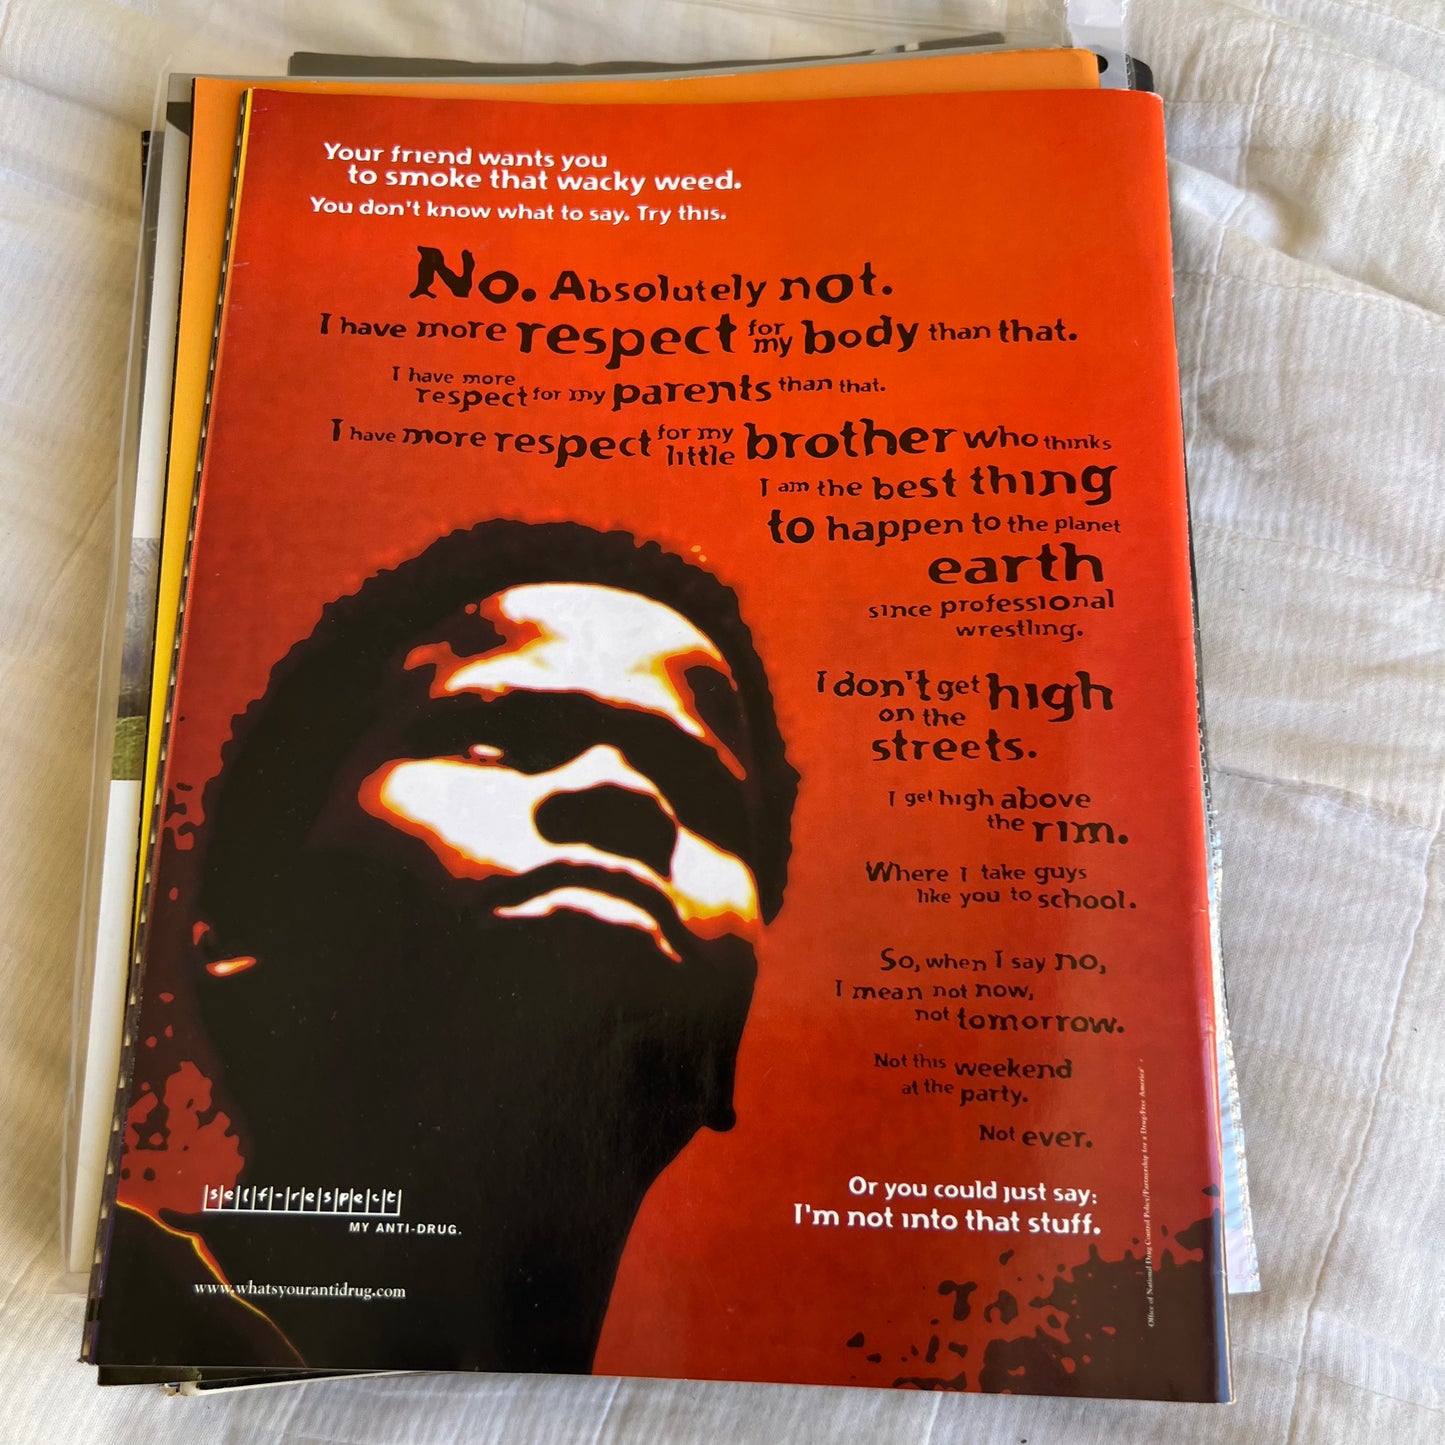 Your friend wants you
to smoke that wacky weed.
You don't know what to say. Try this.
No. Absolutely not.
I have more respect for my body than that.
I have more respect for my parents than that.
I have more respect for my little brother who thinks
I am the best thing
to happen to the planet
earth
since professional
wrestling.
I don't get high
on the
streets.
I get high above
the rim.
Where I take guys
like you to school.
So, when I say no,
I mean not now,
not tomorrow.
Not this weekend
at the party.
Not ever.
Or you could just say:
I'm not into that stuff.
self-respect
MY ANTI-DRUG.
www.whatsyourantidrug.com
Office of National Drug Control Policy/Partnership for a Drug-Free America